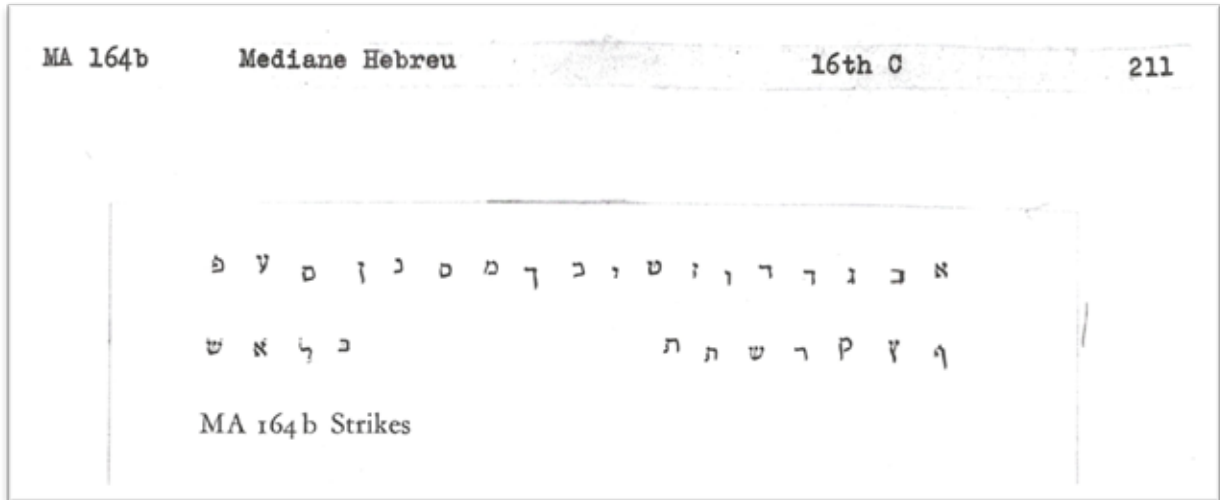 MA 164b Mediane Hebreu 16th C 211
א ב ג ד ד ו ז ט י כ ך מ ס נ ן ם ע פ
ף ץ ק ר ש ת ת כ ל א ש
MA 164b Strikes